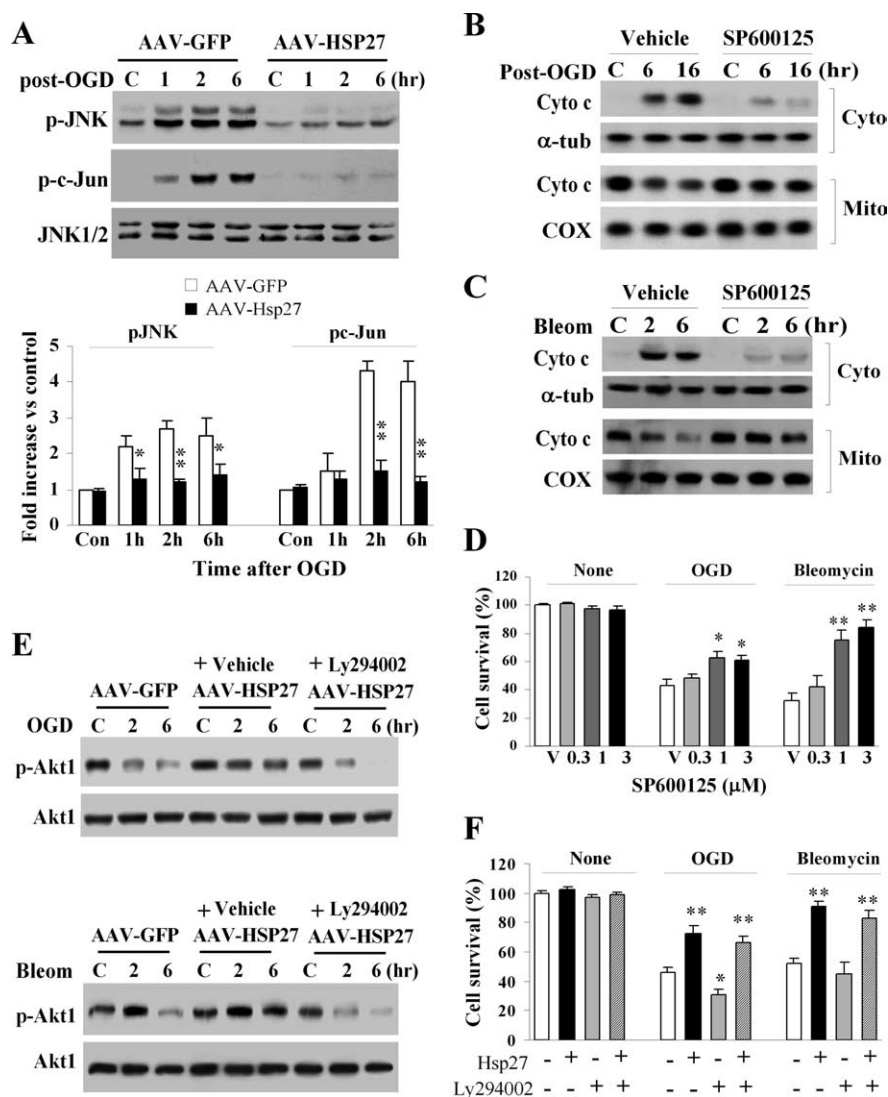 A
AAV-GFP AAV-HSP27
post-OGD C 1 2 6 C 1 2 6 (hr)
p-JNK
p-c-Jun
JNK1/2
AAV-GFP
AAV-Hsp27
pJNK pc-Jun
Fold increase vs control
5
4
3
2
1
0
* ** * ** **
Con 1h 2h 6h Con 1h 2h 6h
Time after OGD
B
Vehicle SP600125
Post-OGD C 6 16 C 6 16 (hr)
Cyto c
α-tub
Cyto
Cyto c
COX
Mito
C
Vehicle SP600125
Bleom C 2 6 C 2 6 (hr)
Cyto c
α-tub
Cyto
Cyto c
COX
Mito
D
None OGD Bleomycin
Cell survival (%)
120
100
80
60
40
20
0
* * ** **
V 0.3 1 3 V 0.3 1 3 V 0.3 1 3
SP600125 (µM)
E
+ Vehicle + Ly294002
AAV-GFP AAV-HSP27 AAV-HSP27
OGD C 2 6 C 2 6 C 2 6 (hr)
p-Akt1
Akt1
+ Vehicle + Ly294002
AAV-GFP AAV-HSP27 AAV-HSP27
Bleom C 2 6 C 2 6 C 2 6 (hr)
p-Akt1
Akt1
F
None OGD Bleomycin
Cell survival (%)
120
100
80
60
40
20
0
** * ** ** **
Hsp27 - + - + - + - + - + - +
Ly294002 - - + + - - + + - - + +